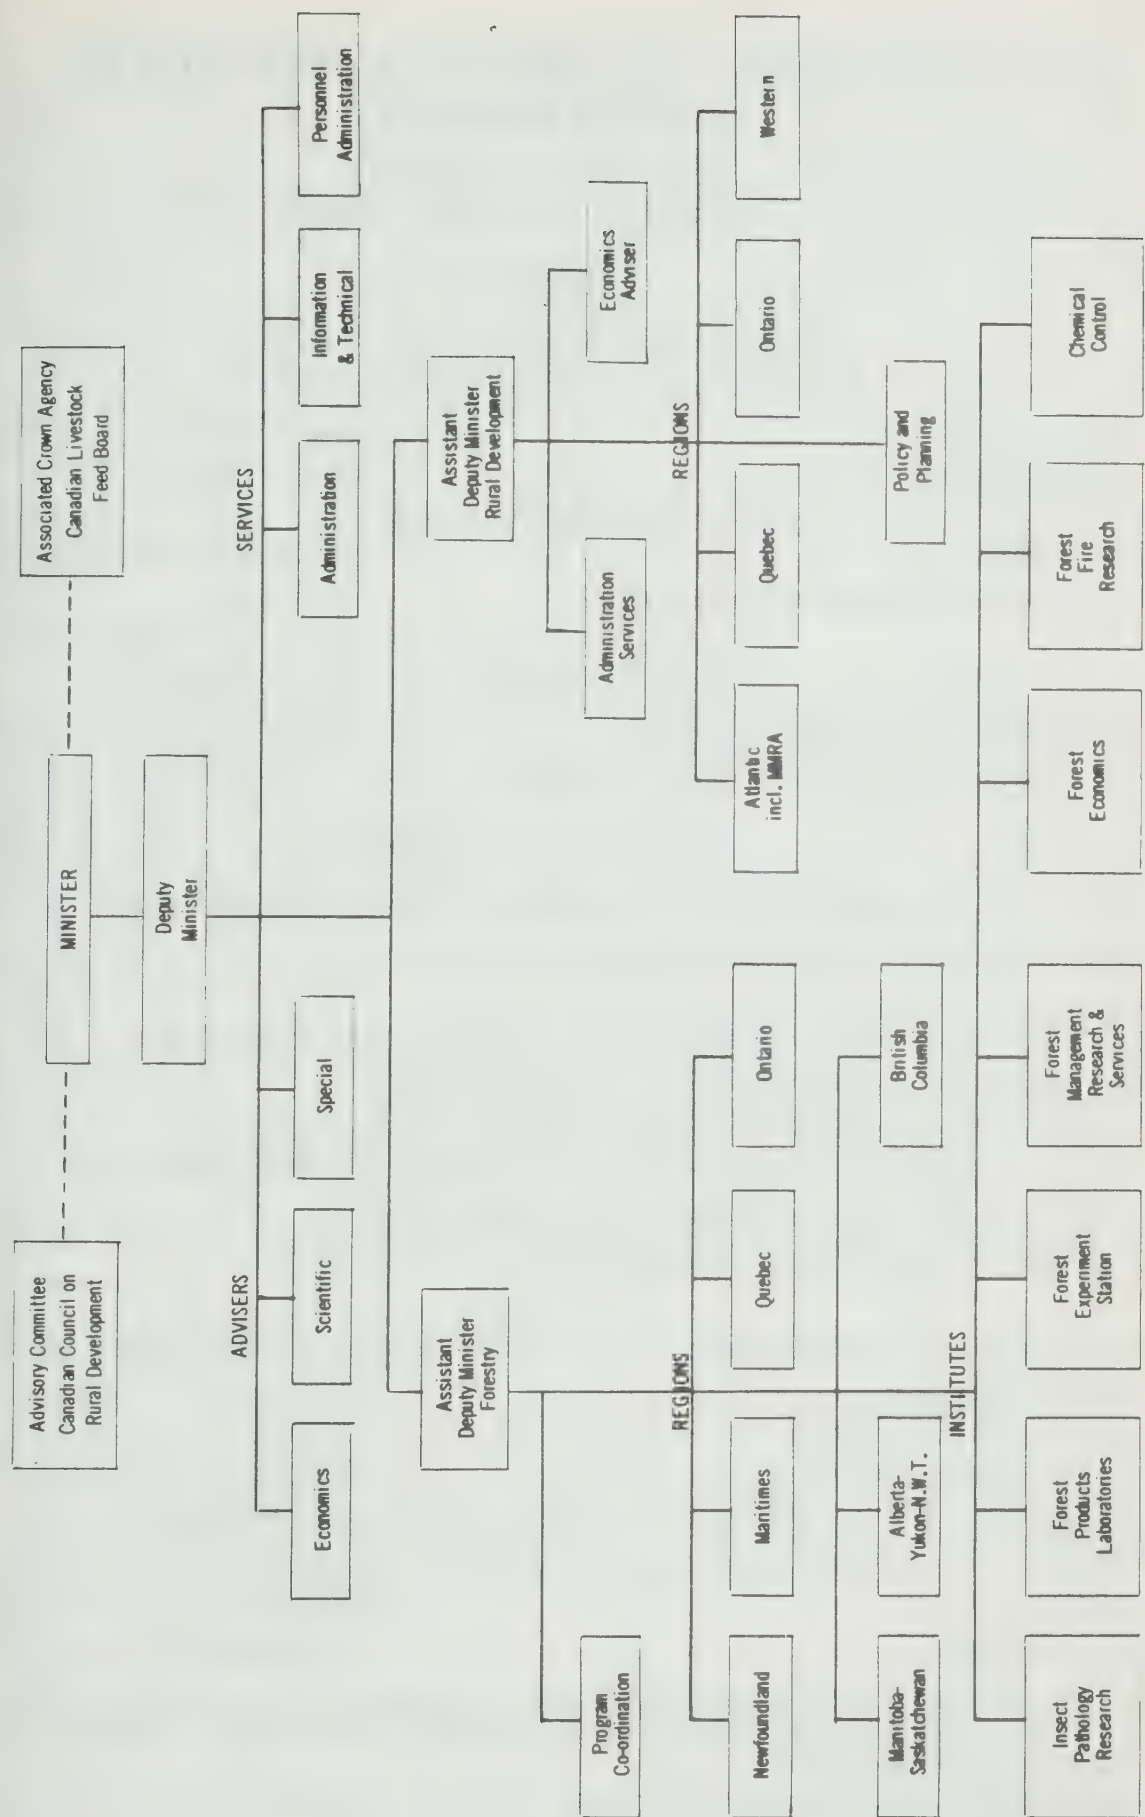 Advisory Committee
Canadian Council on
Rural Development
MINISTER
Associated Crown Agency
Canadian Livestock
Feed Board
Deputy
Minister
ADVISERS
SERVICES
Economics
Scientific
Special
Administration
Information
& Technical
Personnel
Administration
Assistant
Deputy Minister
Forestry
Assistant
Deputy Minister
Rural Development
Program
Co-ordination
Administration
Services
Economics
Adviser
REGIONS
REGIONS
Newfoundland
Maritimes
Quebec
Ontario
Atlantic
incl. MMRA
Quebec
Ontario
Western
Manitoba-
Saskatchewan
Alberta-
Yukon-N.W.T.
British
Columbia
Policy and
Planning
INSTITUTES
Insect
Pathology
Research
Forest
Products
Laboratories
Forest
Experiment
Station
Forest
Management
Research &
Services
Forest
Economics
Forest
Fire
Research
Chemical
Control